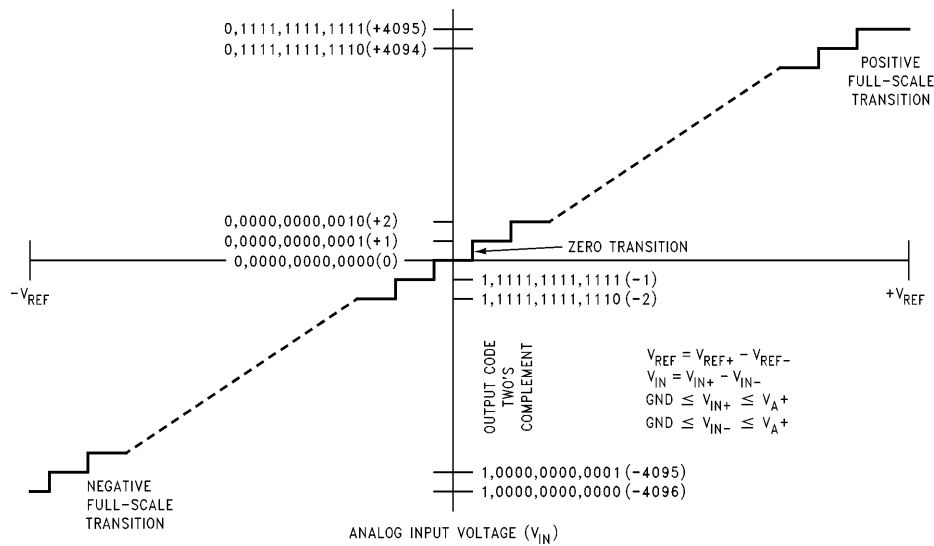 0,1111,1111,1111(+4095)
0,1111,1111,1110(+4094)
POSITIVE
FULL-SCALE
TRANSITION
0,0000,0000,0010(+2)
0,0000,0000,0001(+1)
0,0000,0000,0000(0)
ZERO TRANSITION
-VREF
+VREF
1,1111,1111,1111(-1)
1,1111,1111,1110(-2)
OUTPUT CODE
TWO'S
COMPLEMENT
VREF = VREF+ - VREF-
VIN = VIN+ - VIN-
GND ≤ VIN+ ≤ VA+
GND ≤ VIN- ≤ VA+
1,0000,0000,0001(-4095)
1,0000,0000,0000(-4096)
NEGATIVE
FULL-SCALE
TRANSITION
ANALOG INPUT VOLTAGE (VIN)